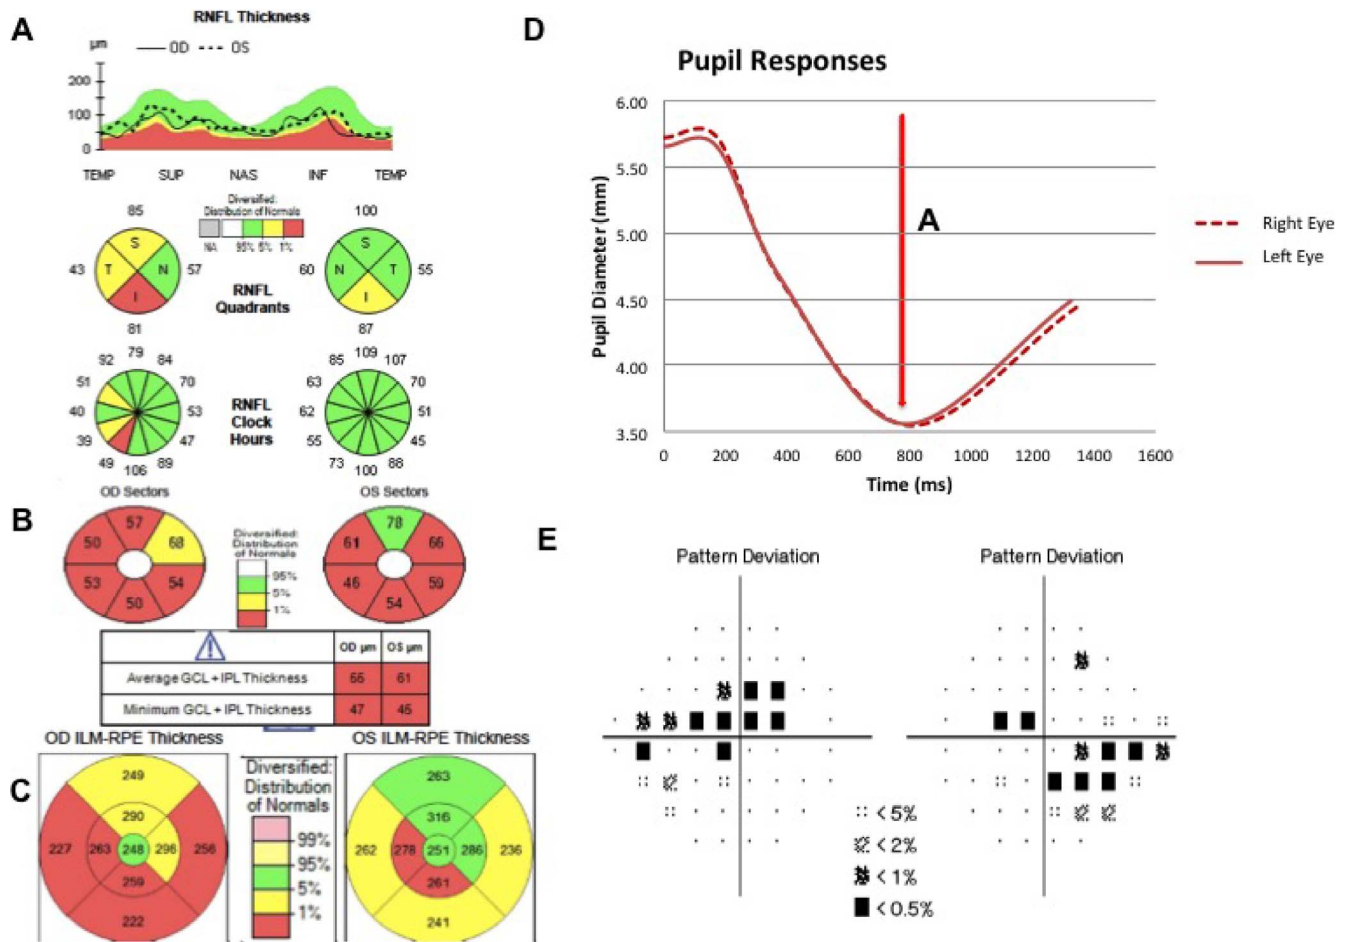 A
RNFL Thickness
µm
OD
OS
200
100
0
TEMP SUP NAS INF TEMP
Diversified:
Distribution of Normals
NA 95% 5% 1%
85
S
T
N
I
43
57
81
RNFL
Quadrants
100
S
N
T
I
60
55
87
92 79 84
51 70
40 53
39 47
49 106 89
RNFL
Clock
Hours
85 109 107
63 70
62 51
55 45
73 100 88
B
OD Sectors
57
50 68
53 54
50
Diversified:
Distribution
of Normals
95%
5%
1%
OS Sectors
78
61 66
46 59
54
OD µm OS µm
Average GCL + IPL Thickness 55 61
Minimum GCL + IPL Thickness 47 45
C
OD ILM-RPE Thickness
249
290
227 263 248 296 256
259
222
Diversified:
Distribution
of Normals
99%
95%
5%
1%
OS ILM-RPE Thickness
263
316
262 278 251 286 236
261
241
D
Pupil Responses
Pupil Diameter (mm)
6.00
5.50
5.00
4.50
4.00
3.50
0 200 400 600 800 1000 1200 1400 1600
Time (ms)
A
Right Eye
Left Eye
E
Pattern Deviation
Pattern Deviation
< 5%
< 2%
< 1%
< 0.5%